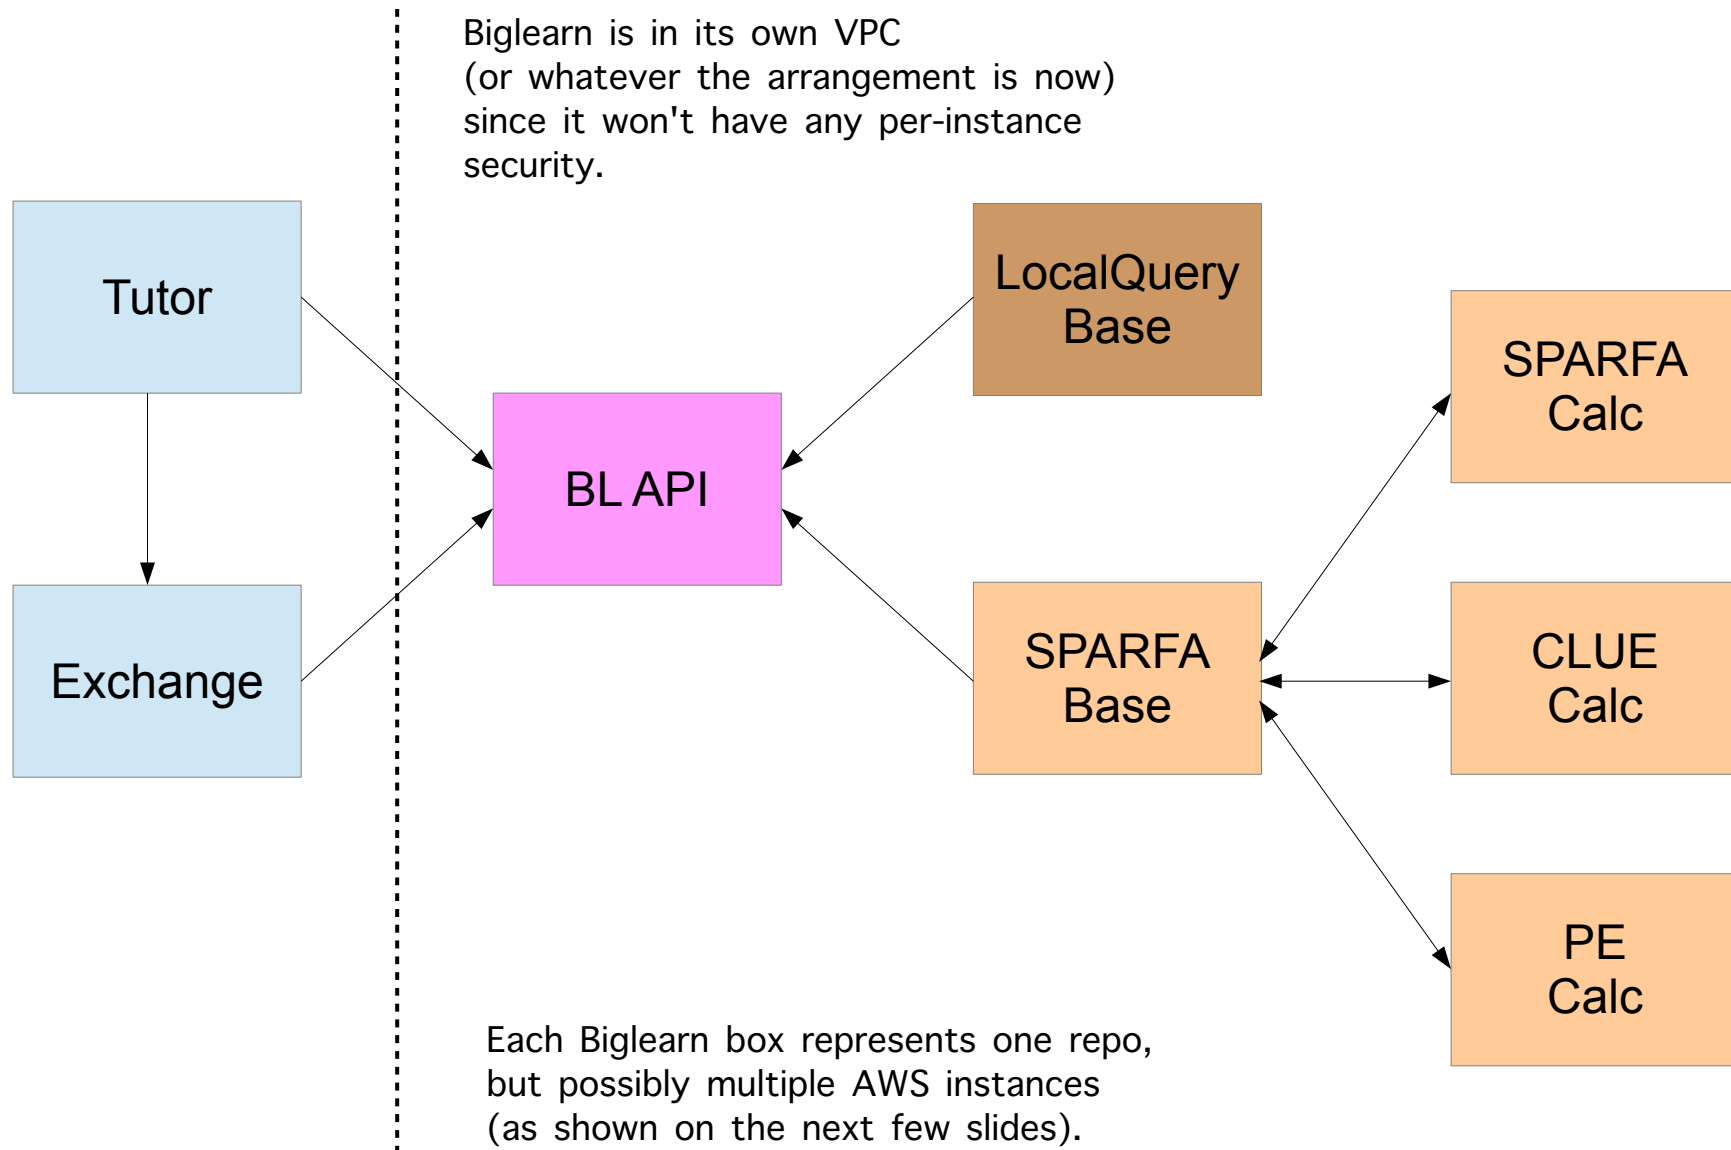 Biglearn is in its own VPC
(or whatever the arrangement is now)
since it won't have any per-instance
security.
Tutor
LocalQuery
Base
SPARFA
Calc
BL API
Exchange
SPARFA
Base
CLUE
Calc
PE
Calc
Each Biglearn box represents one repo,
but possibly multiple AWS instances
(as shown on the next few slides).